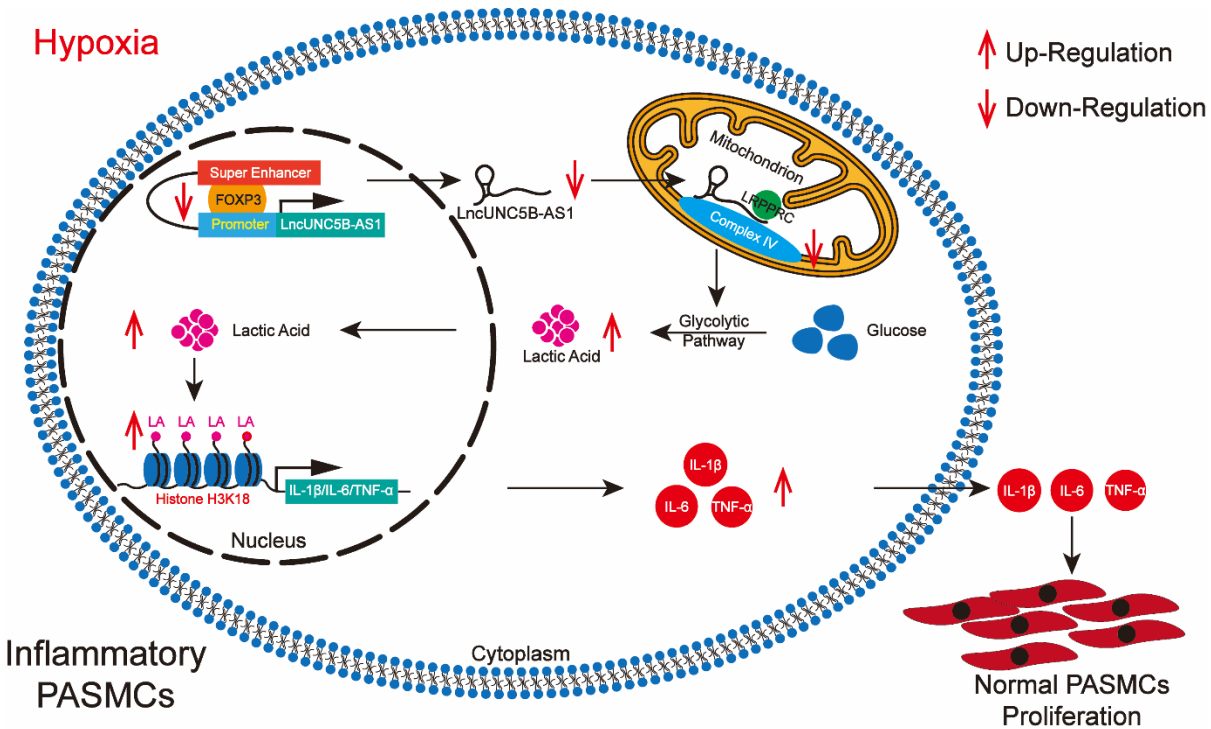 Hypoxia
Up-Regulation
Down-Regulation
Super Enhancer
FOXP3
Promoter
LncUNC5B-AS1
LncUNC5B-AS1
Mitochondrion
LRPPRC
Complex IV
Lactic Acid
Lactic Acid
Glycolytic
Pathway
Glucose
LA LA LA LA
Histone H3K18
IL-1β/IL-6/TNF-α
Nucleus
IL-1β
IL-6
TNF-α
IL-1β
IL-6
TNF-α
Cytoplasm
Inflammatory
PASMCs
Normal PASMCs
Proliferation